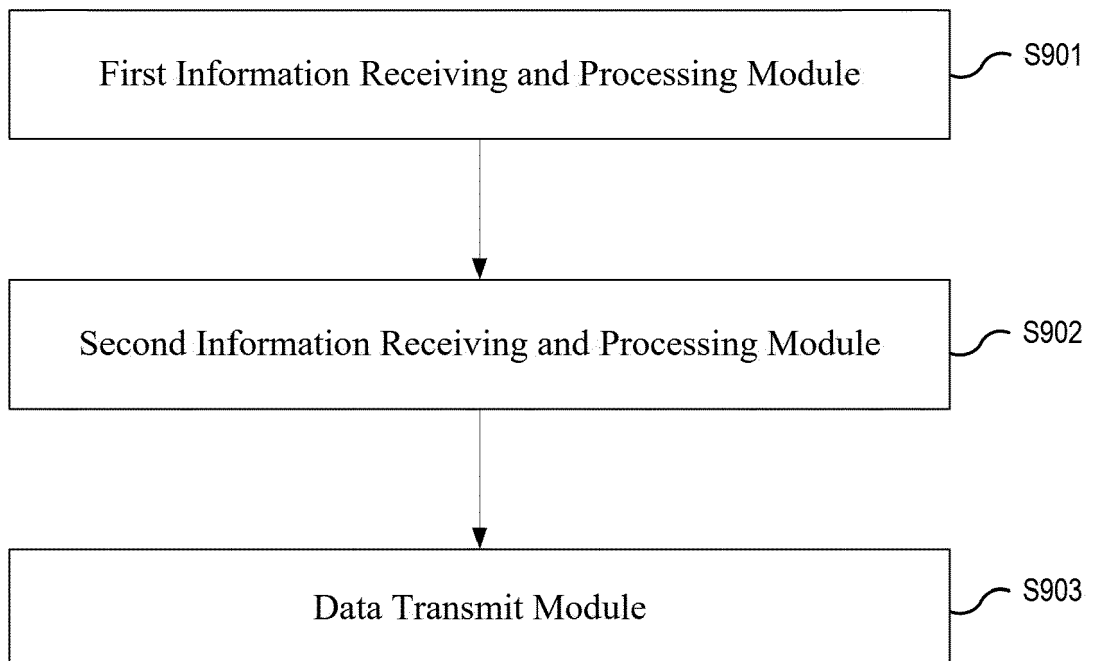 First Information Receiving and Processing Module
S901
Second Information Receiving and Processing Module
S902
Data Transmit Module
S903